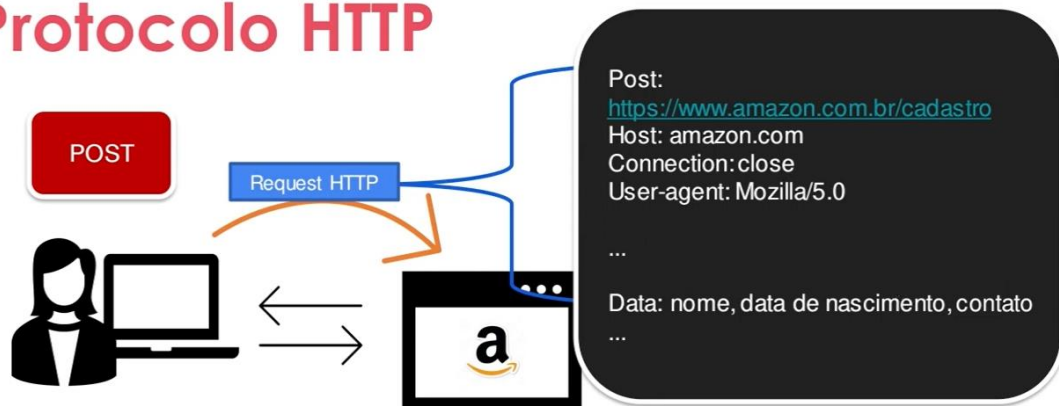 Protocolo HTTP
POST
Request HTTP
a
Post:
https://www.amazon.com.br/cadastro
Host: amazon.com
Connection: close
User-agent: Mozilla/5.0
...
Data: nome, data de nascimento, contato
...